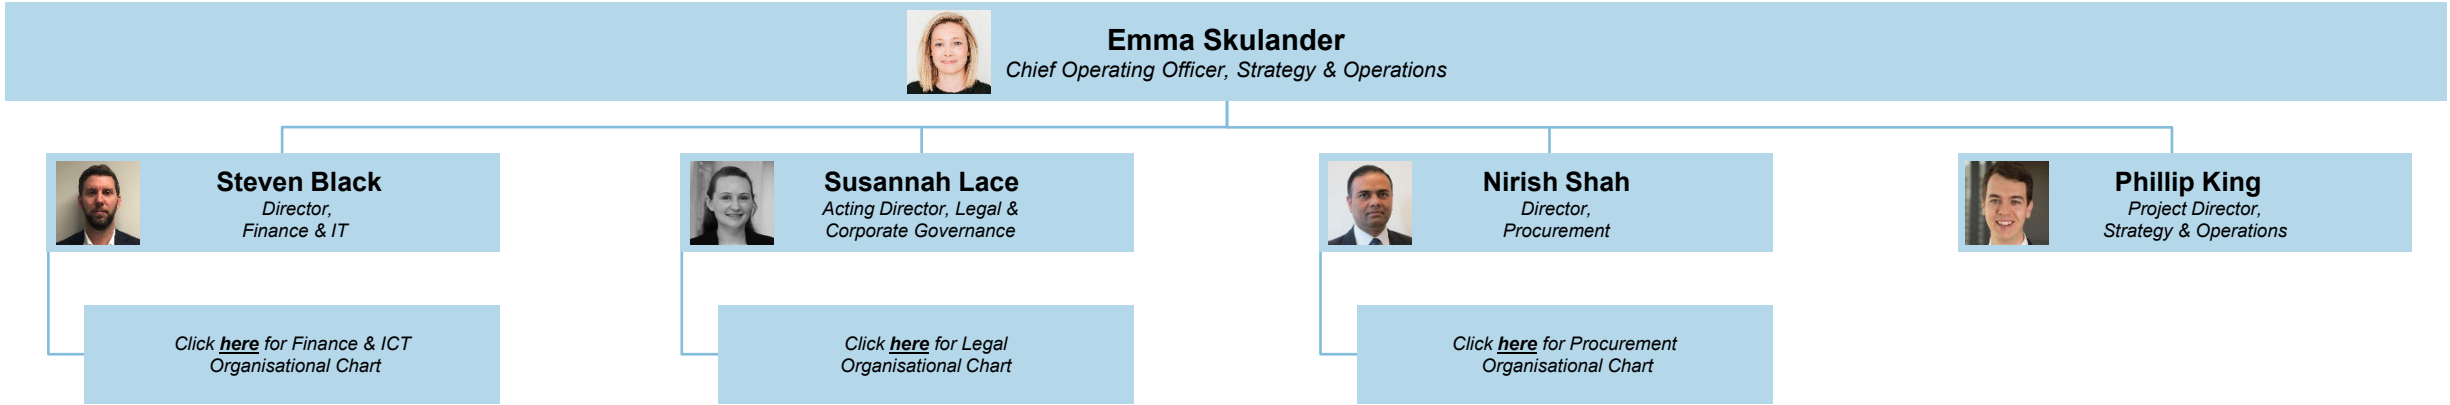 Emma Skulander
Chief Operating Officer, Strategy & Operations
Steven Black
Director,
Finance & IT
Susannah Lace
Acting Director, Legal &
Corporate Governance
Nirish Shah
Director,
Procurement
Phillip King
Project Director,
Strategy & Operations
Click here for Finance & ICT
Organisational Chart
Click here for Legal
Organisational Chart
Click here for Procurement
Organisational Chart